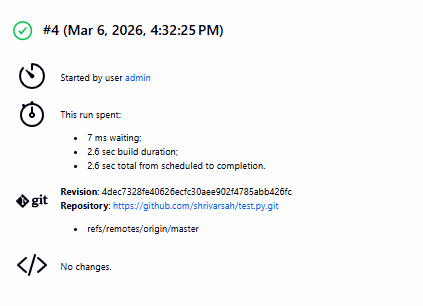 #4 (Mar 6, 2026, 4:32:25 PM)
Started by user admin
This run spent:
7 ms waiting;
2.6 sec build duration;
2.6 sec total from scheduled to completion.
git
Revision: 4dec7328fe40626ecfc30aee902f4785abb426fc
Repository: https://github.com/shrivarsah/test.py.git
refs/remotes/origin/master
No changes.